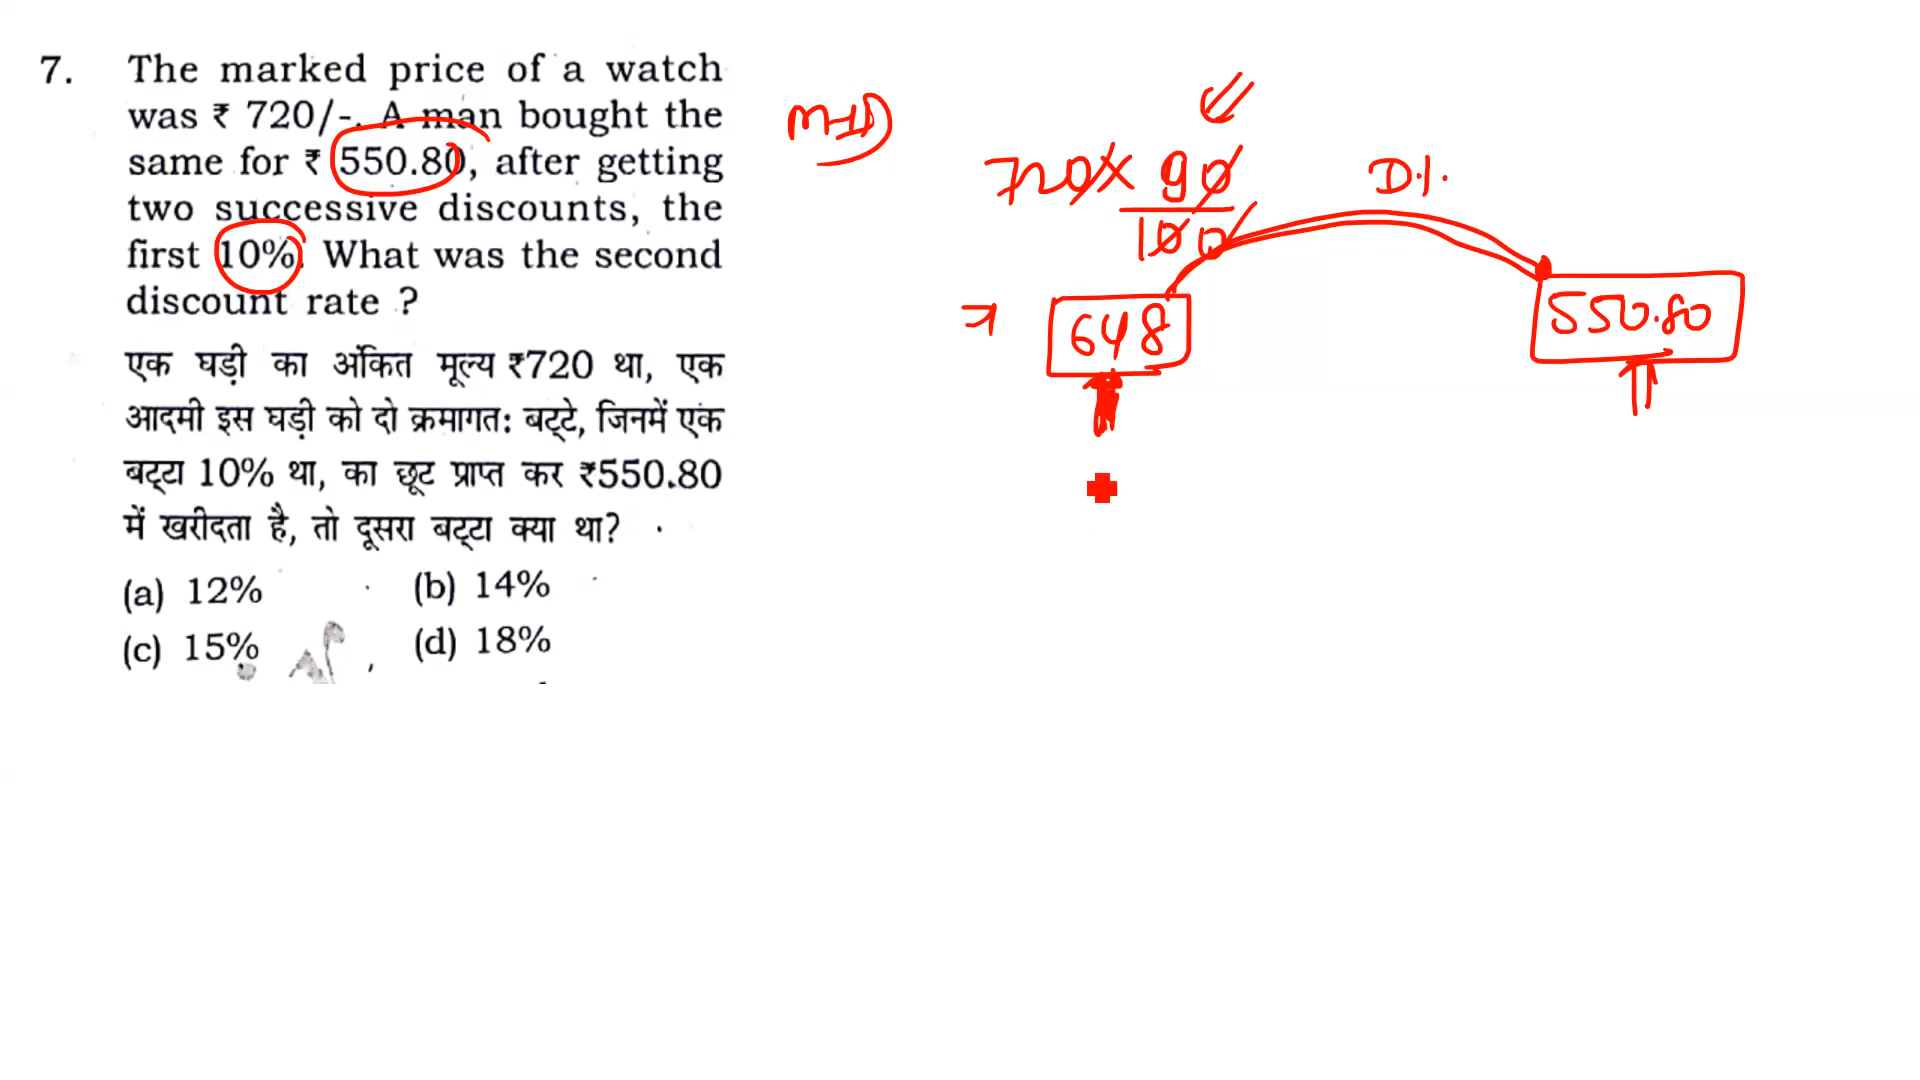 7. The marked price of a watch
was ₹ 720/-. A man bought the
same for ₹ 550.80, after getting
two successive discounts, the
first 10%. What was the second
discount rate ?
एक घड़ी का अंकित मूल्य ₹720 था, एक
आदमी इस घड़ी को दो क्रमागत: बट्टे, जिनमें एक
बट्टा 10% था, का छूट प्राप्त कर ₹550.80
में खरीदता है, तो दूसरा बट्टा क्या था?
(a) 12% (b) 14%
(c) 15% (d) 18%
720 x 90
100
D%
648
550.80